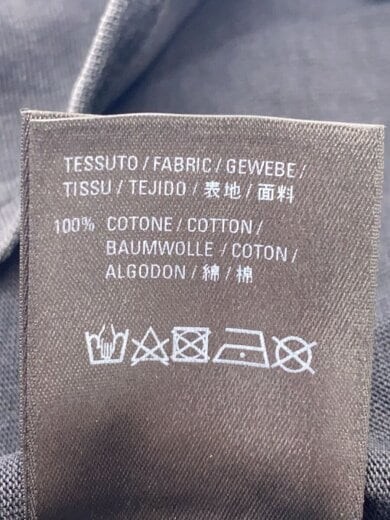 TESSUTO / FABRIC / GEWEBE /
TISSU / TEJIDO / 表地 / 面料
100% COTONE / COTTON /
BAUMWOLLE / COTON /
ALGODON / 綿 / 棉